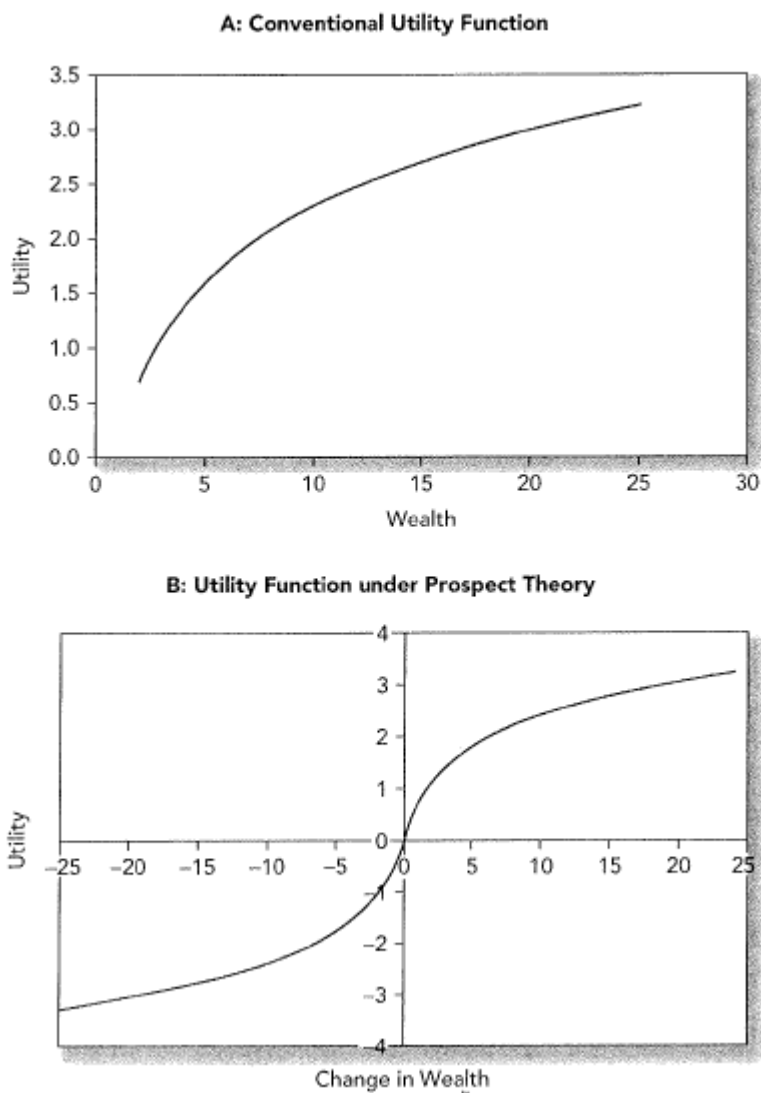 A: Conventional Utility Function
3.5
3.0
2.5
2.0
1.5
1.0
0.5
0.0
Utility
0 5 10 15 20 25 30
Wealth
B: Utility Function under Prospect Theory
4
3
2
1
0
Utility
−25 −20 −15 −10 −5 0 5 10 15 20 25
−1
−2
−3
−4
Change in Wealth